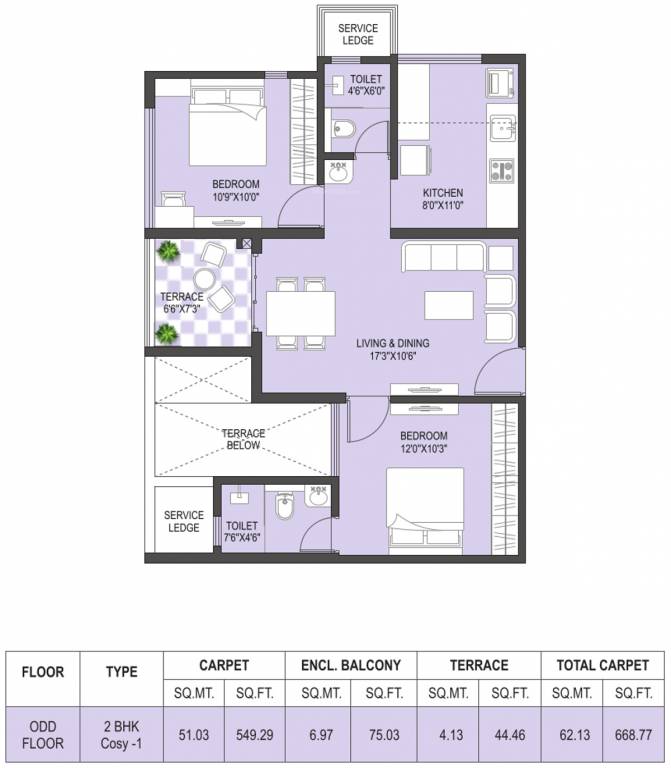 SERVICE
LEDGE
TOILET
4'6"X6'0"
BEDROOM
10'9"X10'0"
KITCHEN
8'0"X11'0"
TERRACE
6'6"X7'3"
LIVING & DINING
17'3"X10'6"
TERRACE
BELOW
BEDROOM
12'0"X10'3"
SERVICE
LEDGE
TOILET
7'6"X4'6"
FLOOR TYPE CARPET ENCL. BALCONY TERRACE TOTAL CARPET
SQ.MT. SQ.FT. SQ.MT. SQ.FT. SQ.MT. SQ.FT. SQ.MT. SQ.FT.
ODD FLOOR 2 BHK Cosy -1 51.03 549.29 6.97 75.03 4.13 44.46 62.13 668.77